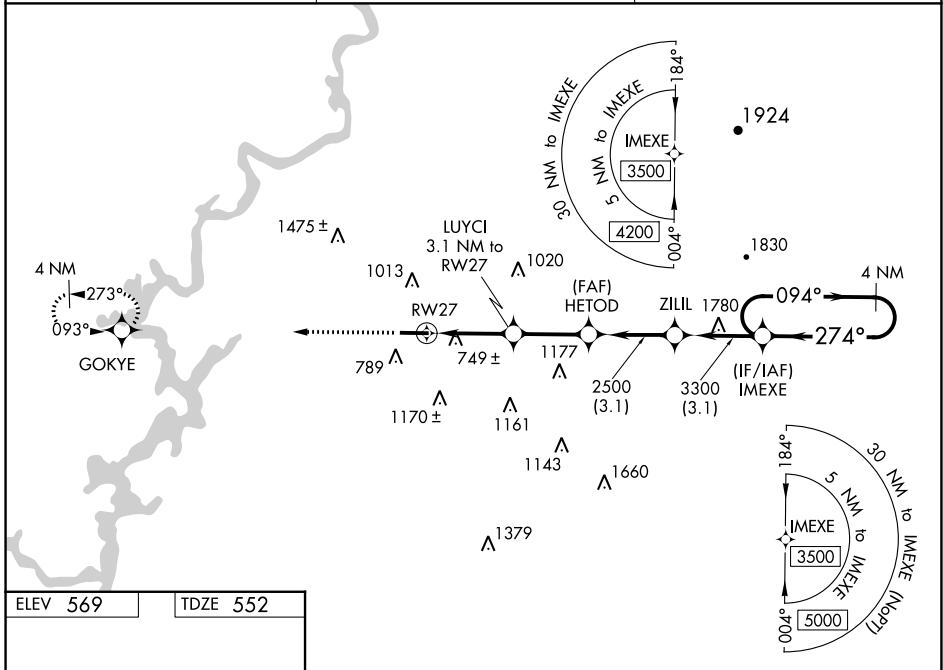 184°
30 NM to IMEXE
5 NM to IMEXE
IMEXE
3500
4200
004°
1924
1830
1475 ±
1013
LUYCI
3.1 NM to
RW27
1020
(FAF)
HETOD
ZILIL
1780
094°
4 NM
274°
(IF/IAF)
IMEXE
4 NM
273°
093°
GOKYE
RW27
789
749 ±
1177
2500
(3.1)
3300
(3.1)
1170 ±
1161
1143
1660
1379
184°
30 NM to IMEXE (NoPT)
5 NM to IMEXE
IMEXE
3500
5000
004°
ELEV 569
TDZE 552